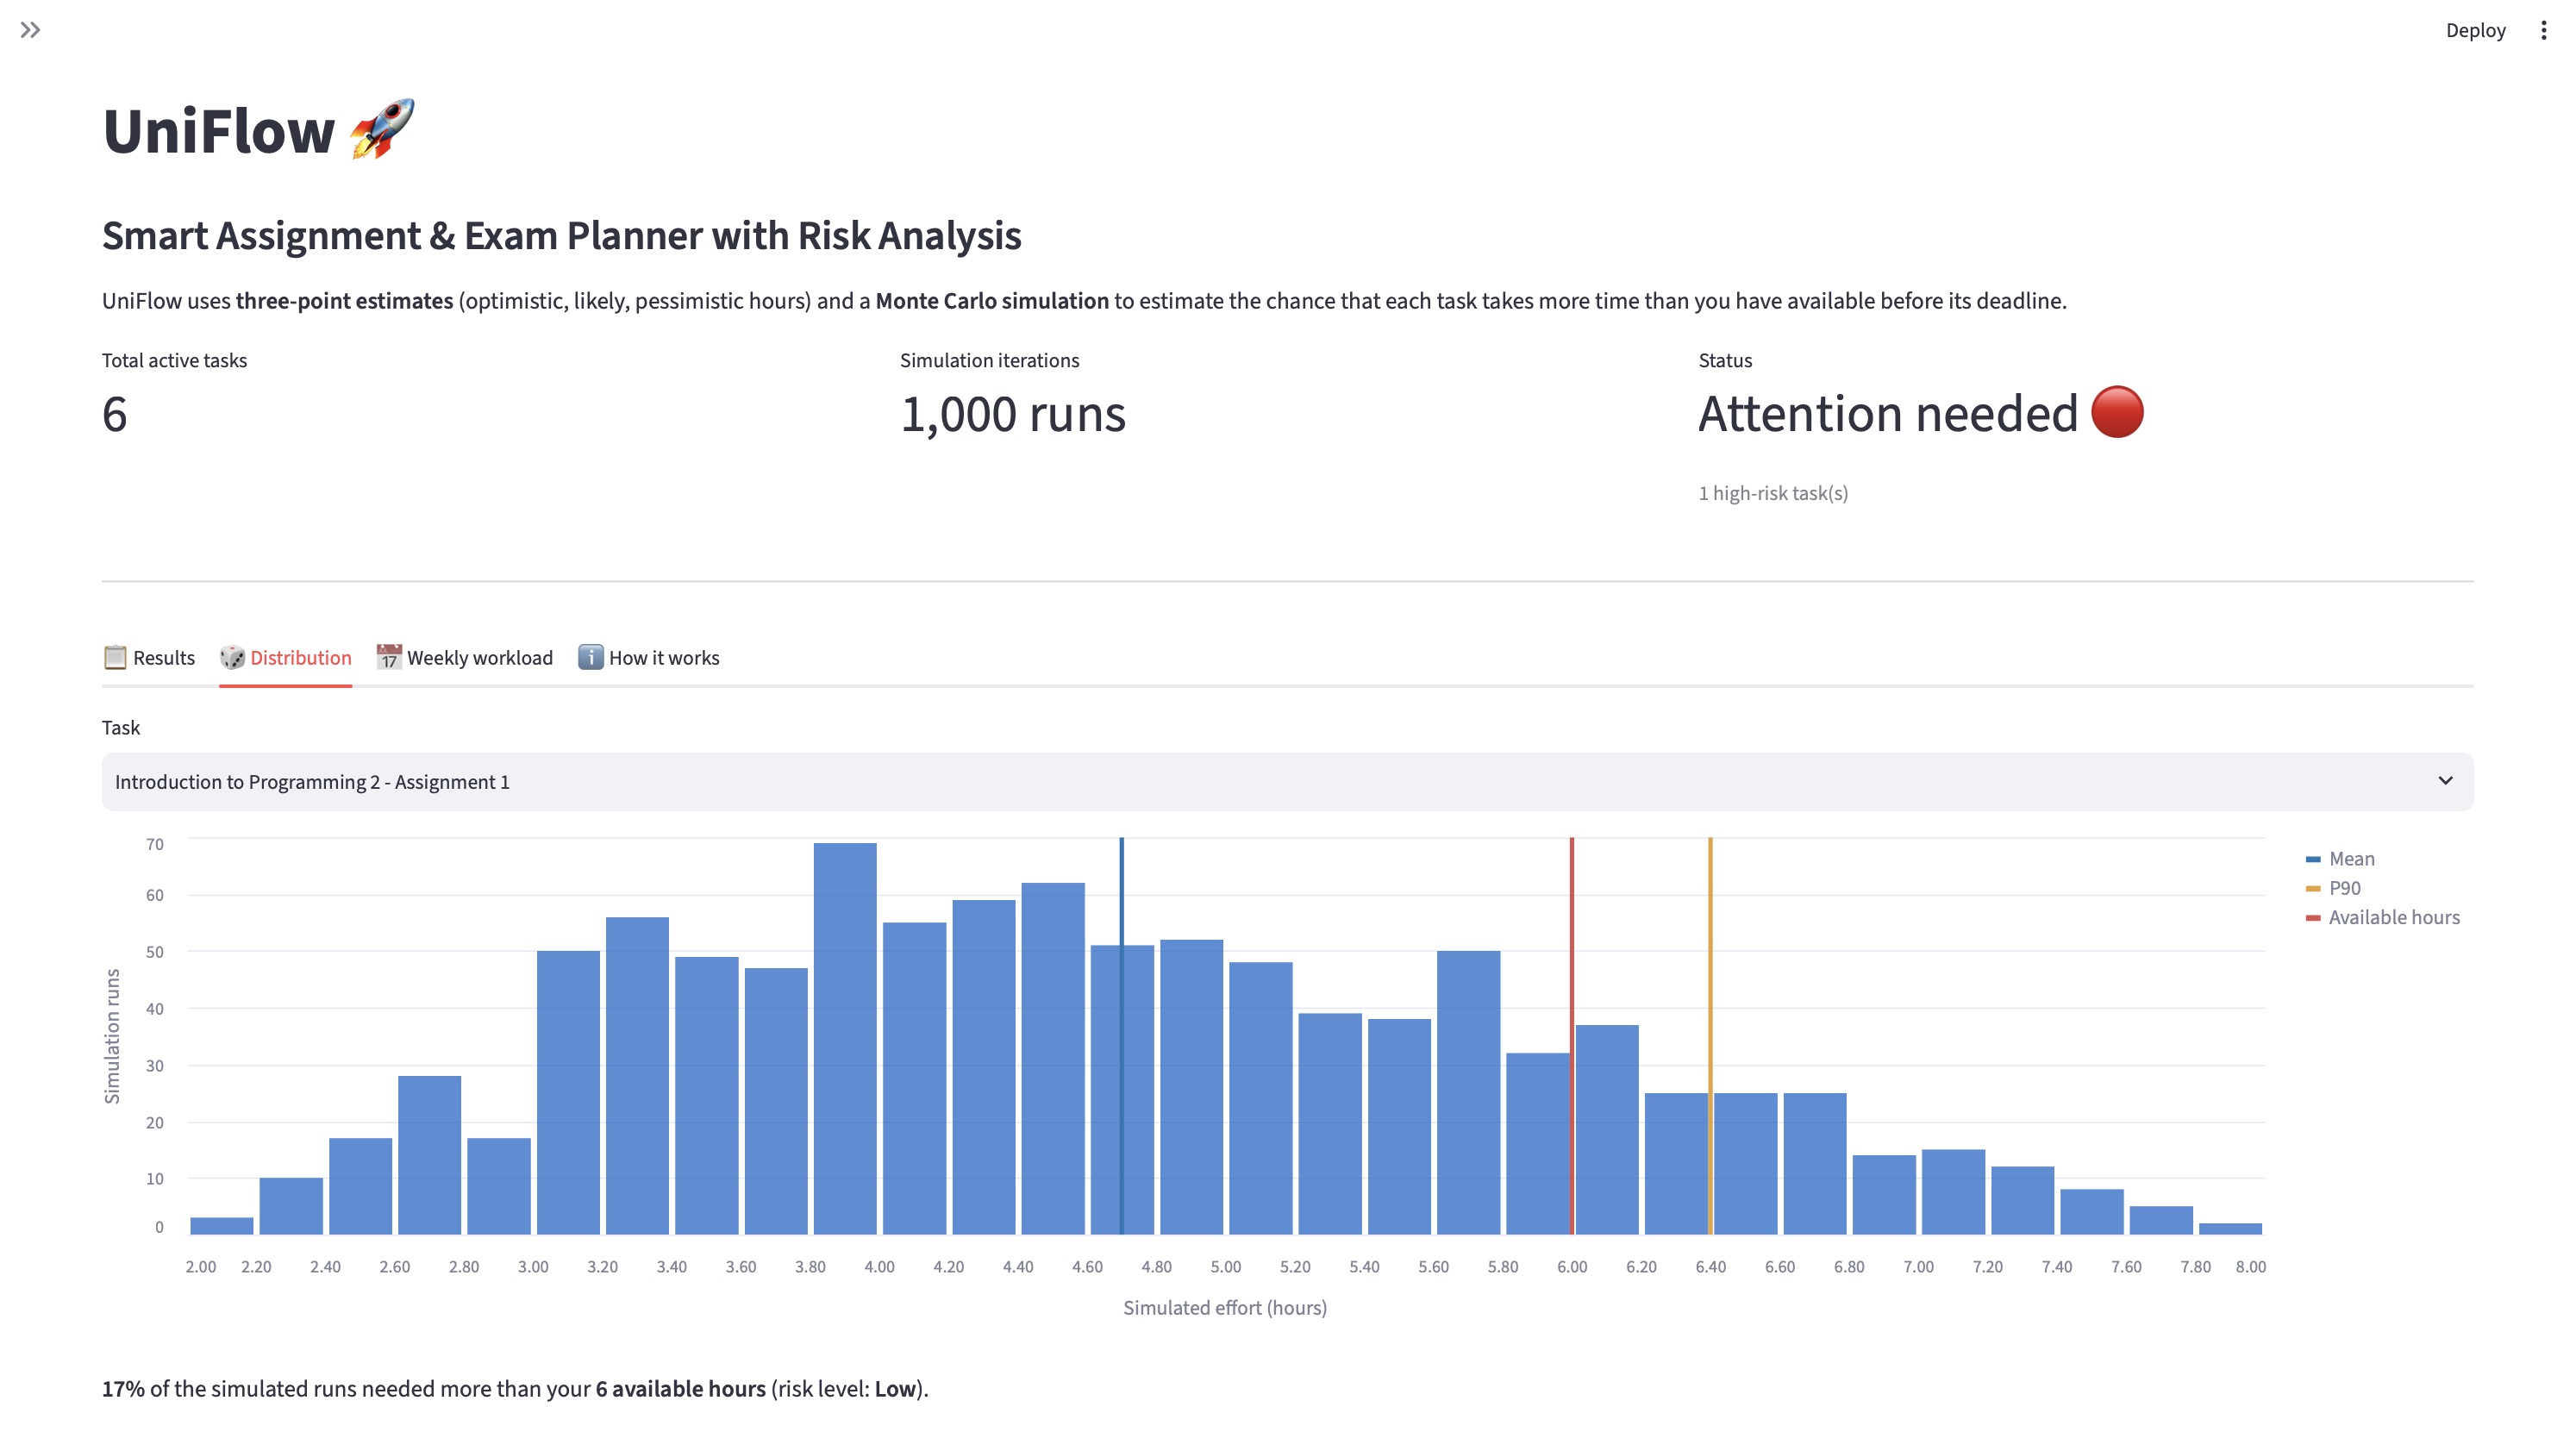 Deploy
UniFlow 🚀
Smart Assignment & Exam Planner with Risk Analysis
UniFlow uses three-point estimates (optimistic, likely, pessimistic hours) and a Monte Carlo simulation to estimate the chance that each task takes more time than you have available before its deadline.
Total active tasks
6
Simulation iterations
1,000 runs
Status
Attention needed 🔴
1 high-risk task(s)
📋 Results 🎲 Distribution 📅 Weekly workload ℹ️ How it works
Task
Introduction to Programming 2 - Assignment 1
70
60
50
40
30
20
10
0
Simulation runs
Mean
P90
Available hours
2.00 2.20 2.40 2.60 2.80 3.00 3.20 3.40 3.60 3.80 4.00 4.20 4.40 4.60 4.80 5.00 5.20 5.40 5.60 5.80 6.00 6.20 6.40 6.60 6.80 7.00 7.20 7.40 7.60 7.80 8.00
Simulated effort (hours)
17% of the simulated runs needed more than your 6 available hours (risk level: Low).